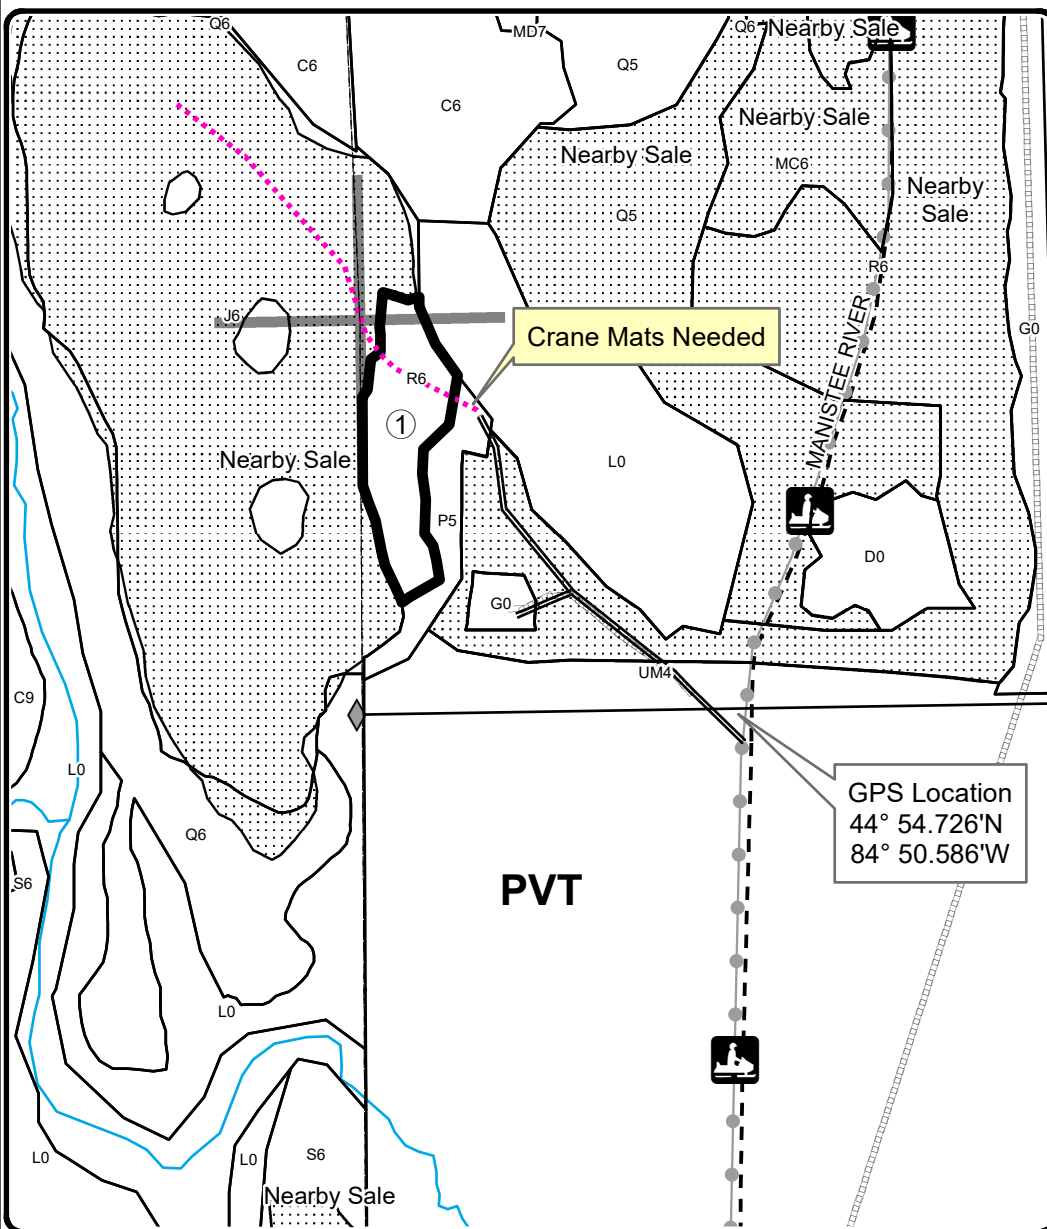 Q6
MD7
Q6
Nearby Sale
C6
Q5
C6
Nearby Sale
Nearby Sale
MC6
Nearby
Sale
Q5
R6
J6
G0
Crane Mats Needed
MANISTEE RIVER
R6
1
Nearby Sale
L0
P5
D0
G0
UM4
C9
L0
GPS Location
44° 54.726'N
84° 50.586'W
Q6
S6
PVT
L0
L0
L0
S6
Nearby Sale